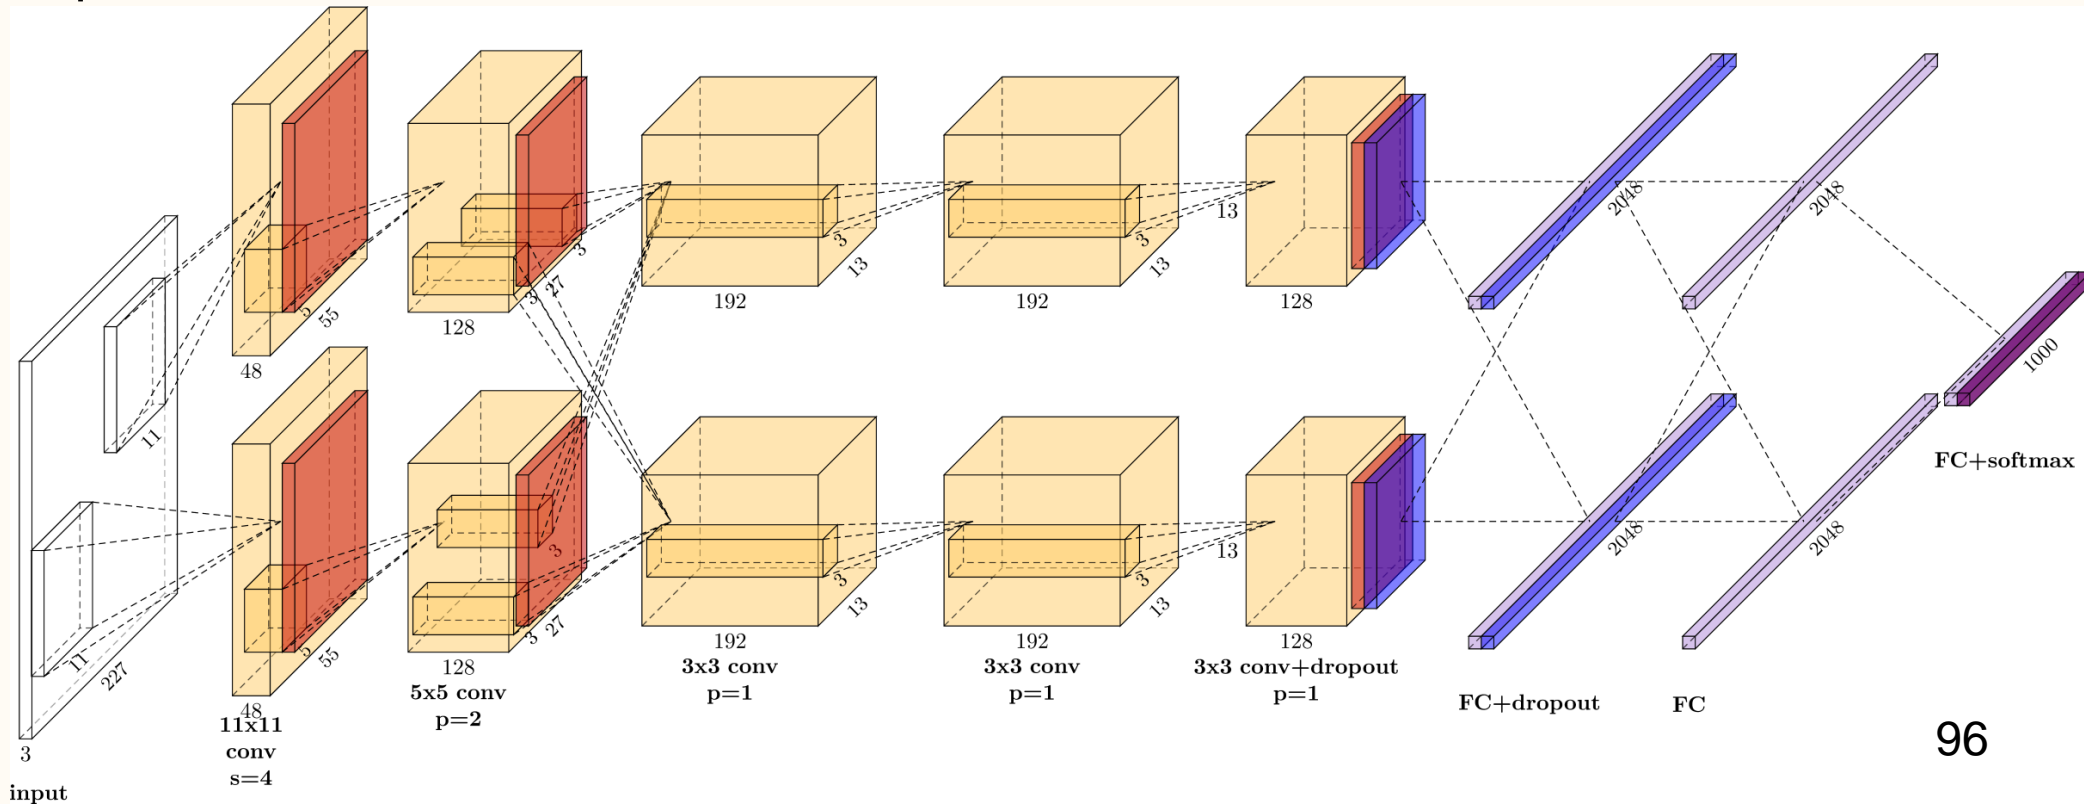 11
11
227
3
input
5
55
48
5
55
48
11x11
conv
s=4
3
3
27
128
3
3
27
128
5x5 conv
p=2
3
13
192
3
13
192
3x3 conv
p=1
3
13
192
3
13
192
3x3 conv
p=1
13
128
13
128
3x3 conv+dropout
p=1
2048
2048
FC+dropout
2048
2048
FC
1000
FC+softmax
96